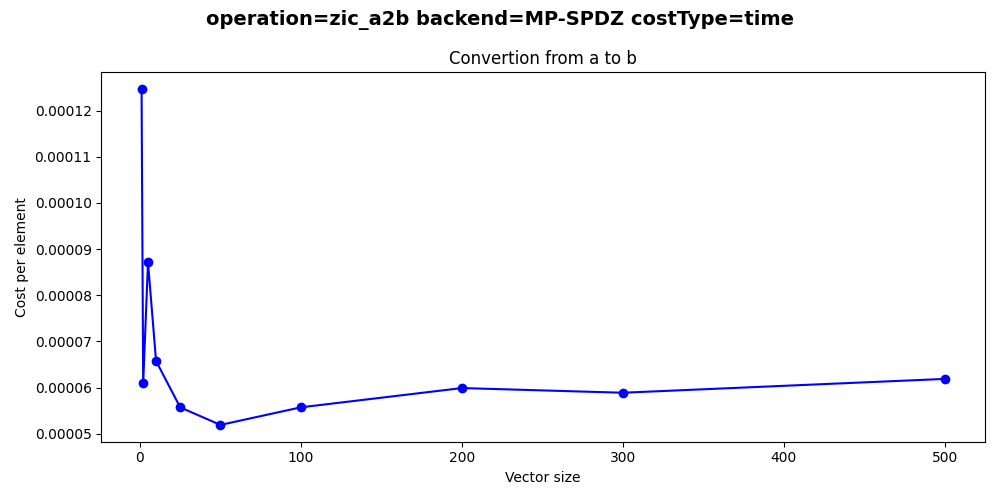 operation=zic_a2b backend=MP-SPDZ costType=time
Convertion from a to b
Cost per element
0.00012
0.00011
0.00010
0.00009
0.00008
0.00007
0.00006
0.00005
0 100 200 300 400 500
Vector size